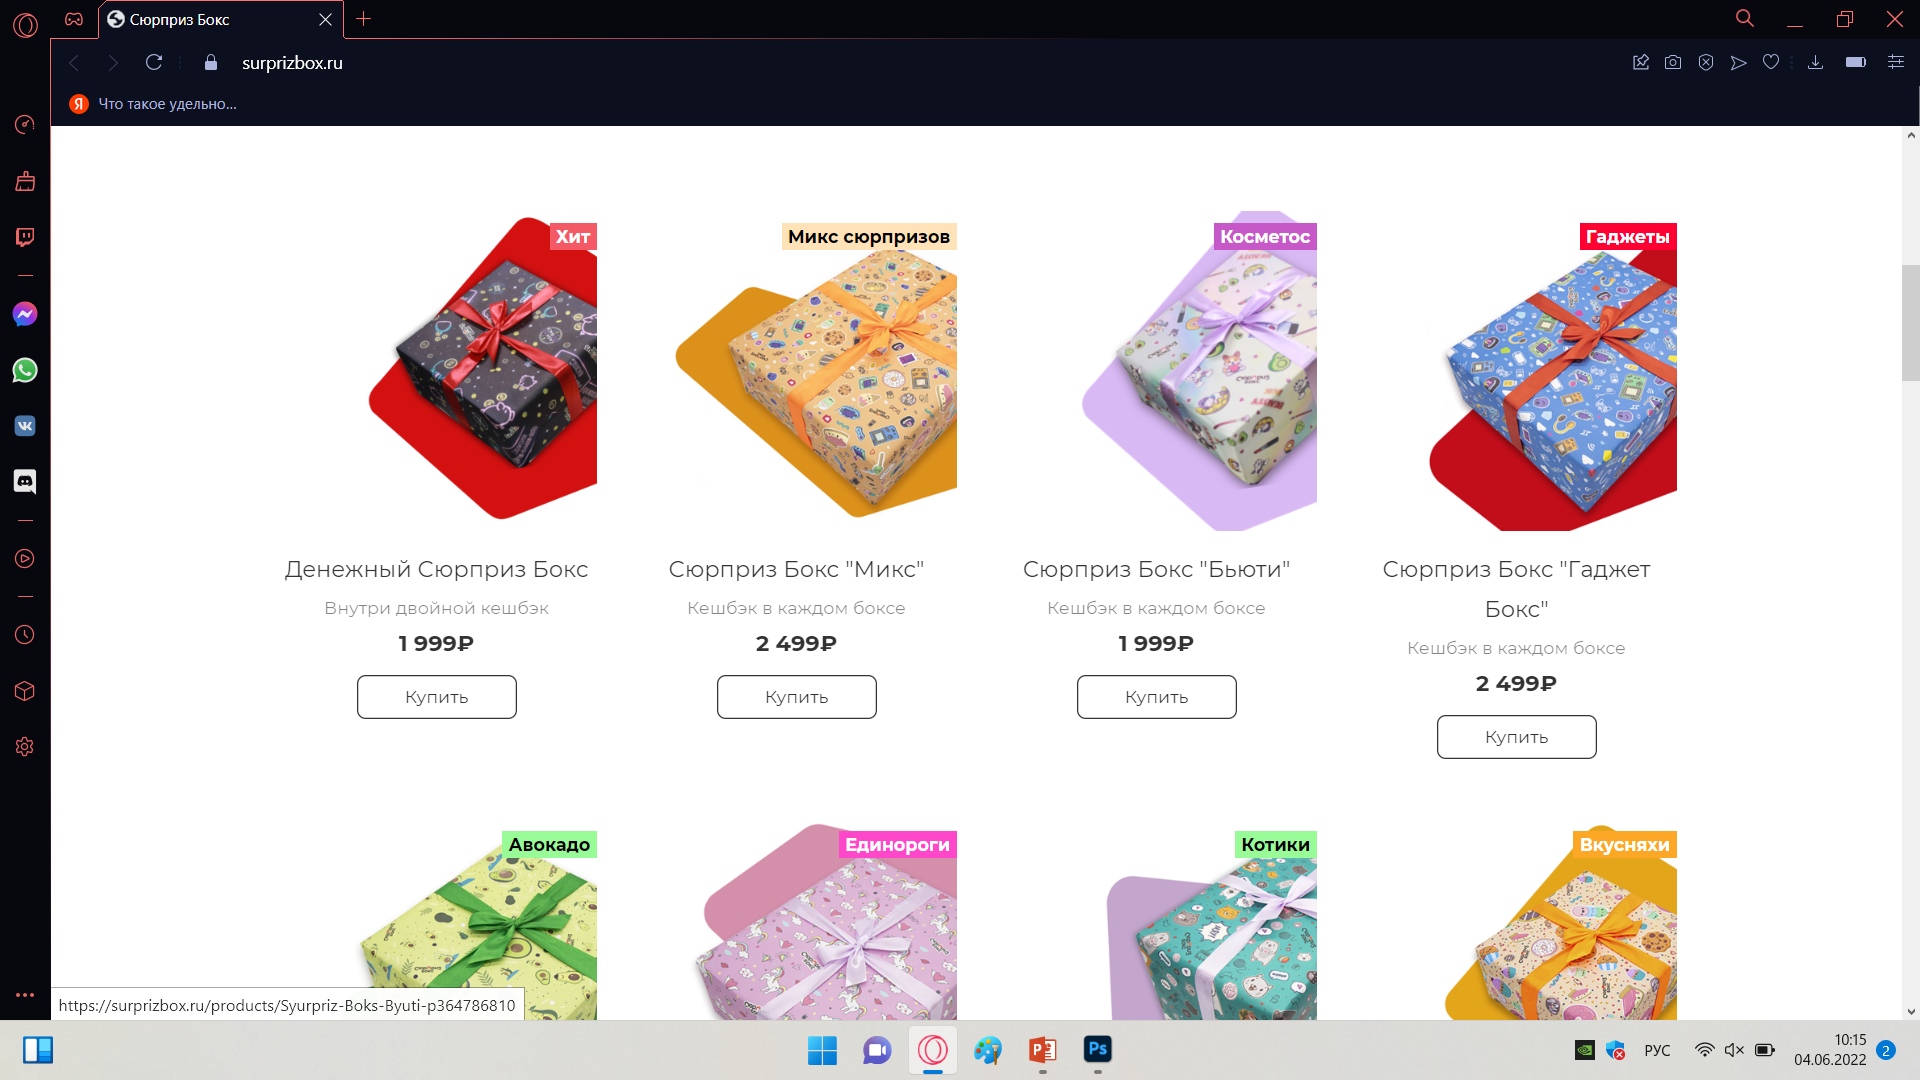 Сюрприз Бокс
surprizbox.ru
Я Что такое удельно...
Хит
Микс сюрпризов
Косметос
Гаджеты
Денежный Сюрприз Бокс
Внутри двойной кешбэк
1 999₽
Купить
Сюрприз Бокс "Микс"
Кешбэк в каждом боксе
2 499₽
Купить
Сюрприз Бокс "Бьюти"
Кешбэк в каждом боксе
1 999₽
Купить
Сюрприз Бокс "Гаджет
Бокс"
Кешбэк в каждом боксе
2 499₽
Купить
Авокадо
Единороги
Котики
Вкусняхи
https://surprizbox.ru/products/Syurpriz-Boks-Byuti-p364786810
Ps
РУС
10:15
04.06.2022
2